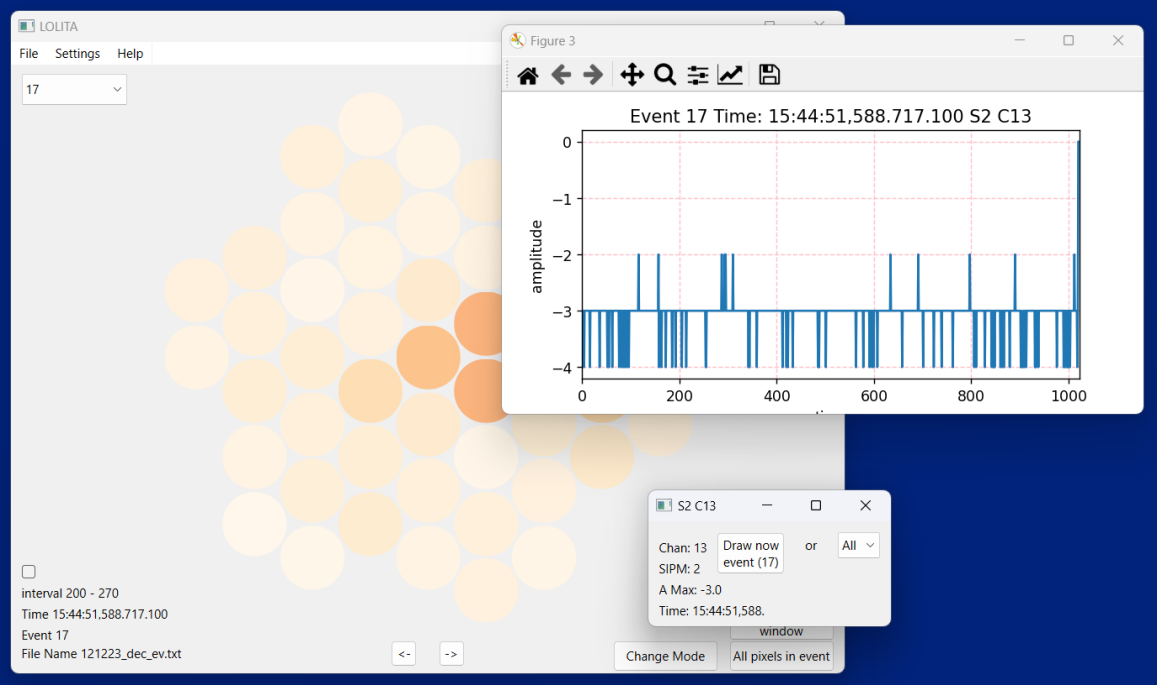 LOLITA
File Settings Help
17
Figure 3
Event 17 Time: 15:44:51,588.717.100 S2 C13
amplitude
0
−1
−2
−3
−4
0 200 400 600 800 1000
S2 C13
Chan: 13
SIPM: 2
A Max: -3.0
Time: 15:44:51,588.
Draw now
event (17)
or
All
interval 200 - 270
Time 15:44:51,588.717.100
Event 17
File Name 121223_dec_ev.txt
<-
->
Change Mode
window
All pixels in event